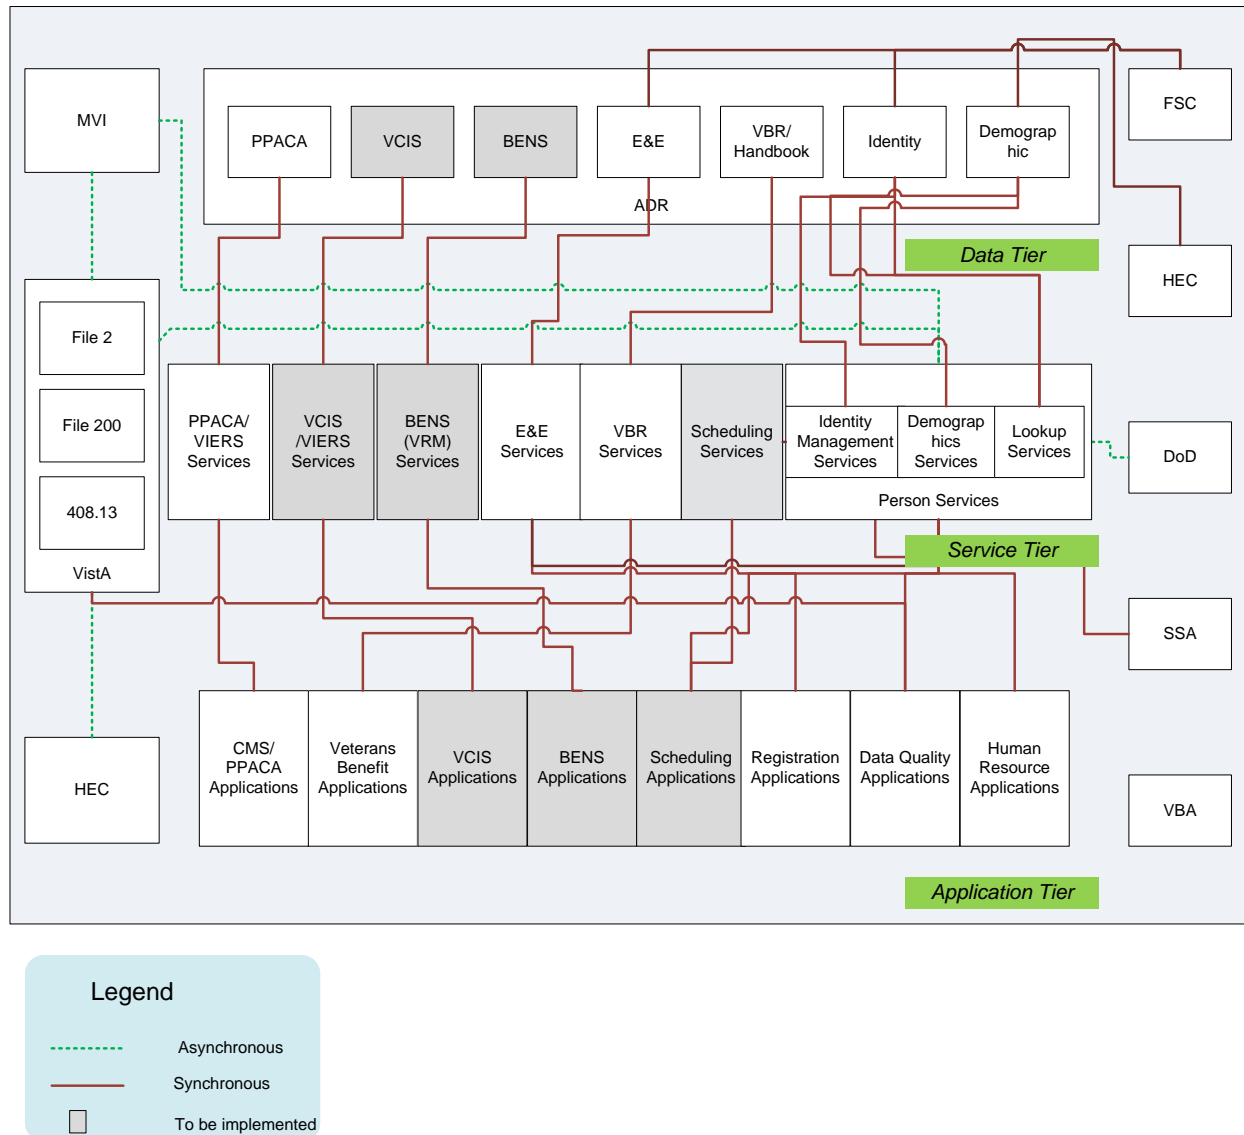 MVI
PPACA
VCIS
BENS
E&E
VBR/
Handbook
Identity
Demograp
hic
FSC
ADR
Data Tier
HEC
File 2
File 200
408.13
VistA
PPACA/
VIERS
Services
VCIS
/VIERS
Services
BENS
(VRM)
Services
E&E
Services
VBR
Services
Scheduling
Services
Identity
Management
Services
Demograp
hics
Services
Lookup
Services
Person Services
DoD
Service Tier
SSA
HEC
CMS/
PPACA
Applications
Veterans
Benefit
Applications
VCIS
Applications
BENS
Applications
Scheduling
Applications
Registration
Applications
Data Quality
Applications
Human
Resource
Applications
VBA
Application Tier
Legend
Asynchronous
Synchronous
To be implemented